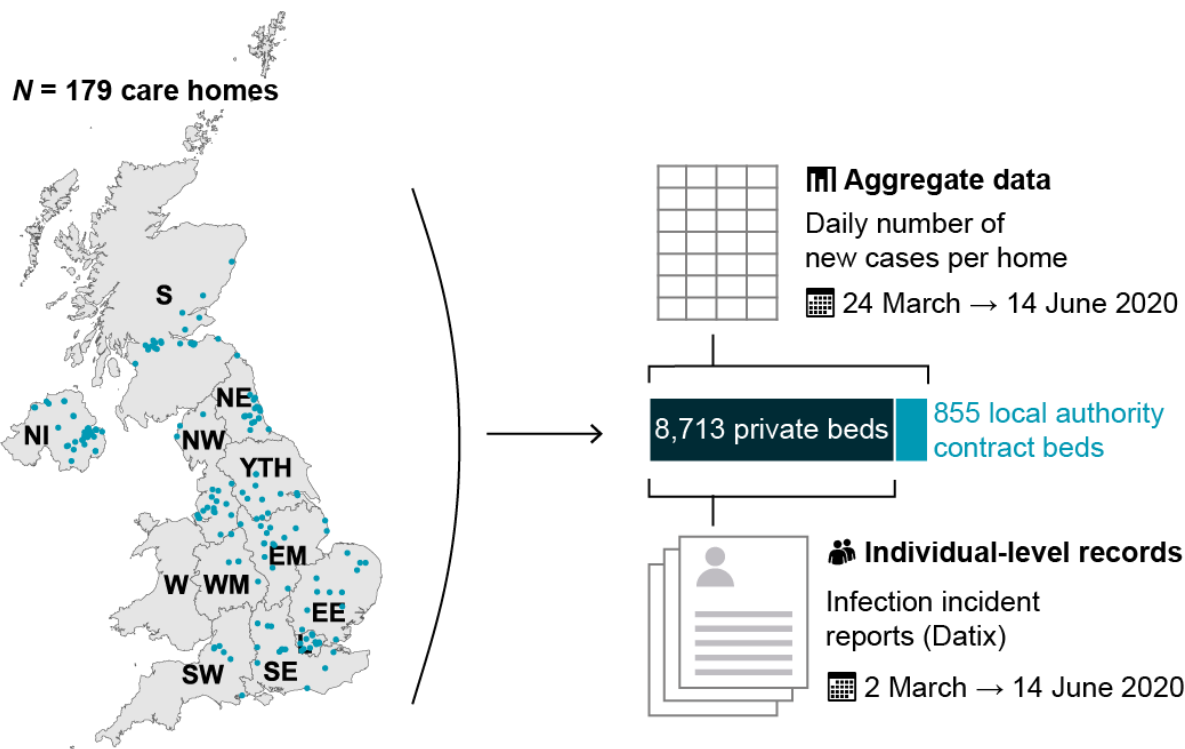 N = 179 care homes
S
NI
NE
NW
YTH
EM
W
WM
EE
L
SW
SE
Aggregate data
Daily number of
new cases per home
24 March → 14 June 2020
8,713 private beds
855 local authority
contract beds
Individual-level records
Infection incident
reports (Datix)
2 March → 14 June 2020